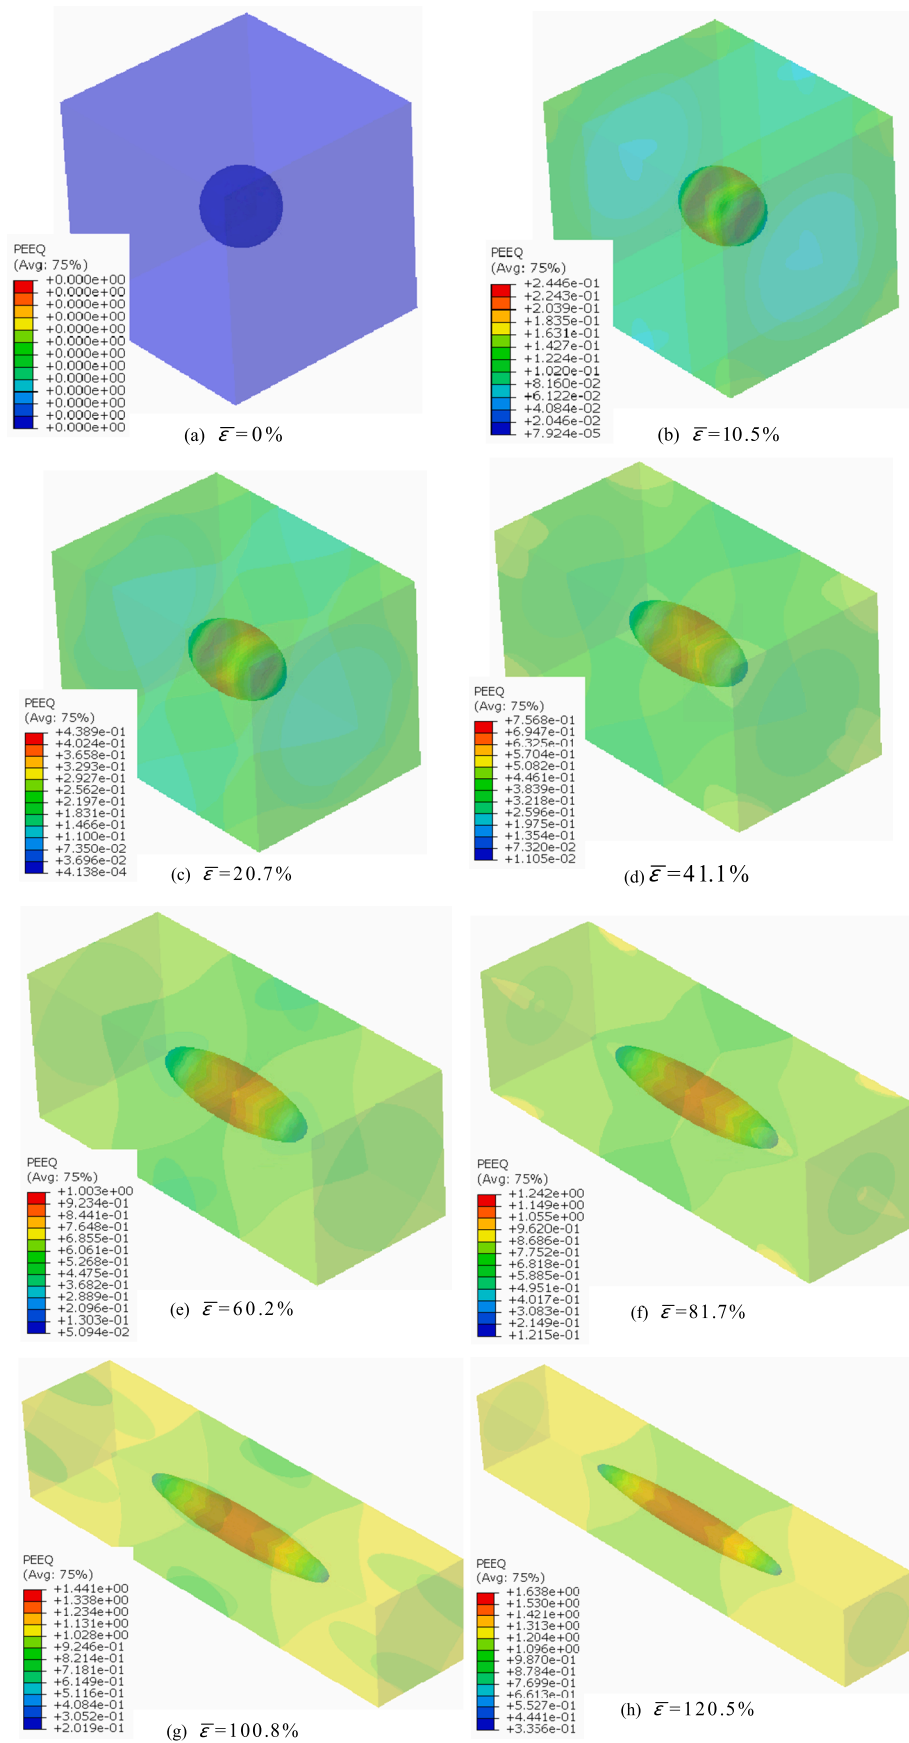 PEEQ
(Avg: 75%)
+0.000e+00
+0.000e+00
+0.000e+00
+0.000e+00
+0.000e+00
+0.000e+00
+0.000e+00
+0.000e+00
+0.000e+00
+0.000e+00
+0.000e+00
+0.000e+00
+0.000e+00
(a) ε̅=0%
PEEQ
(Avg: 75%)
+2.446e-01
+2.243e-01
+2.039e-01
+1.835e-01
+1.631e-01
+1.427e-01
+1.224e-01
+1.020e-01
+8.160e-02
+6.122e-02
+4.084e-02
+2.046e-02
+7.924e-05
(b) ε̅=10.5%
PEEQ
(Avg: 75%)
+4.389e-01
+4.024e-01
+3.658e-01
+3.293e-01
+2.927e-01
+2.562e-01
+2.197e-01
+1.831e-01
+1.466e-01
+1.100e-01
+7.350e-02
+3.696e-02
+4.138e-04
(c) ε̅=20.7%
PEEQ
(Avg: 75%)
+7.568e-01
+6.947e-01
+6.325e-01
+5.704e-01
+5.082e-01
+4.461e-01
+3.839e-01
+3.218e-01
+2.596e-01
+1.975e-01
+1.354e-01
+7.320e-02
+1.105e-02
(d) ε̅=41.1%
PEEQ
(Avg: 75%)
+1.003e+00
+9.234e-01
+8.441e-01
+7.648e-01
+6.855e-01
+6.061e-01
+5.268e-01
+4.475e-01
+3.682e-01
+2.889e-01
+2.096e-01
+1.303e-01
+5.094e-02
(e) ε̅=60.2%
PEEQ
(Avg: 75%)
+1.242e+00
+1.149e+00
+1.055e+00
+9.620e-01
+8.686e-01
+7.752e-01
+6.818e-01
+5.885e-01
+4.951e-01
+4.017e-01
+3.083e-01
+2.149e-01
+1.215e-01
(f) ε̅=81.7%
PEEQ
(Avg: 75%)
+1.441e+00
+1.338e+00
+1.234e+00
+1.131e+00
+1.028e+00
+9.246e-01
+8.214e-01
+7.181e-01
+6.149e-01
+5.116e-01
+4.084e-01
+3.052e-01
+2.019e-01
(g) ε̅=100.8%
PEEQ
(Avg: 75%)
+1.638e+00
+1.530e+00
+1.421e+00
+1.313e+00
+1.204e+00
+1.096e+00
+9.870e-01
+8.784e-01
+7.699e-01
+6.613e-01
+5.527e-01
+4.441e-01
+3.356e-01
(h) ε̅=120.5%